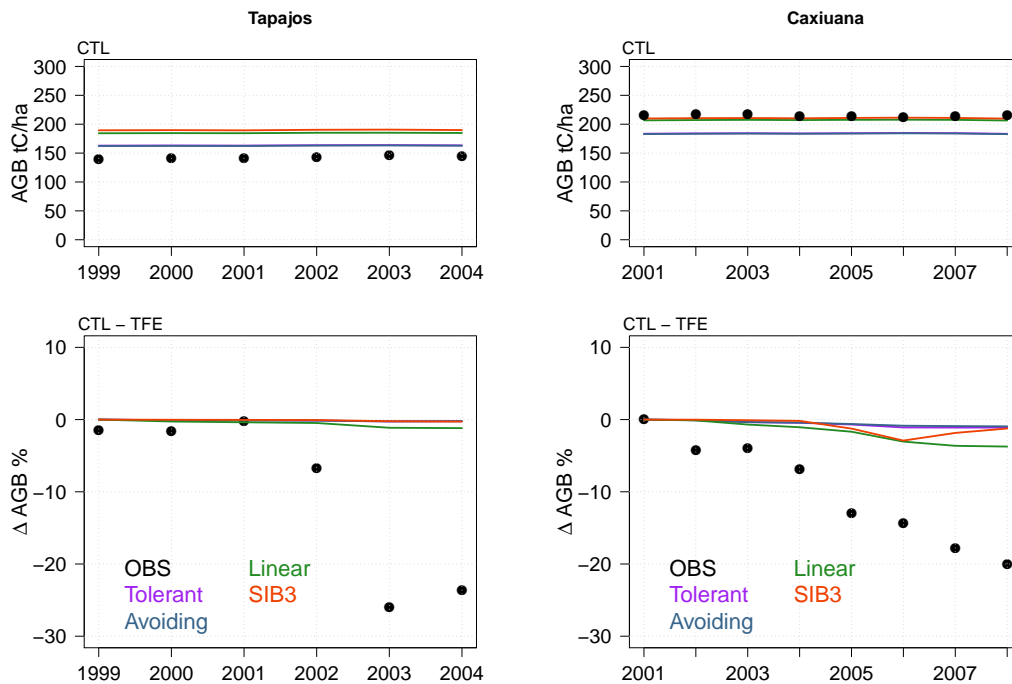 Tapajos
CTL
AGB tC/ha
300
250
200
150
100
50
0
1999 2000 2001 2002 2003 2004
Caxiuana
CTL
AGB tC/ha
300
250
200
150
100
50
0
2001 2003 2005 2007
CTL − TFE
Δ AGB %
10
0
−10
−20
−30
OBS Linear
Tolerant SIB3
Avoiding
1999 2000 2001 2002 2003 2004
CTL − TFE
Δ AGB %
10
0
−10
−20
−30
OBS Linear
Tolerant SIB3
Avoiding
2001 2003 2005 2007